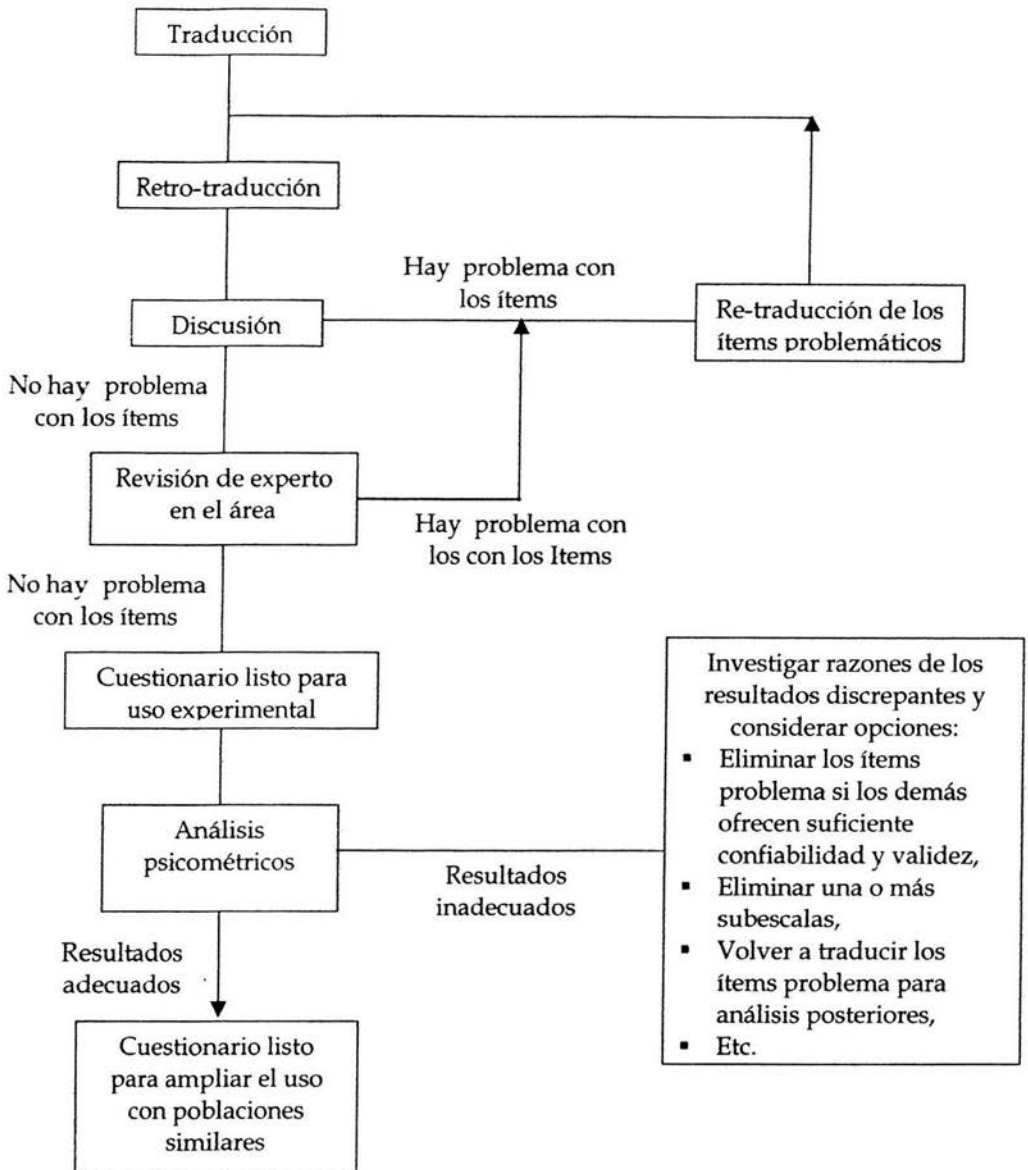 Traducción
Retro-traducción
Hay problema con
los ítems
Discusión
Re-traducción de los
ítems problemáticos
No hay problema
con los ítems
Revisión de experto
en el área
Hay problema con
los con los Items
No hay problema
con los ítems
Cuestionario listo para
uso experimental
Investigar razones de los
resultados discrepantes y
considerar opciones:
▪ Eliminar los ítems
problema si los demás
ofrecen suficiente
confiabilidad y validez,
▪ Eliminar una o más
subescalas,
▪ Volver a traducir los
ítems problema para
análisis posteriores,
▪ Etc.
Análisis
psicométricos
Resultados
inadecuados
Resultados
adecuados
Cuestionario listo
para ampliar el uso
con poblaciones
similares